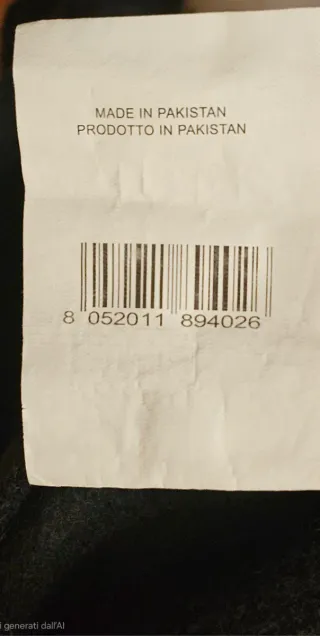 MADE IN PAKISTAN
PRODOTTO IN PAKISTAN
8 052011 894026
i generati dall'AI